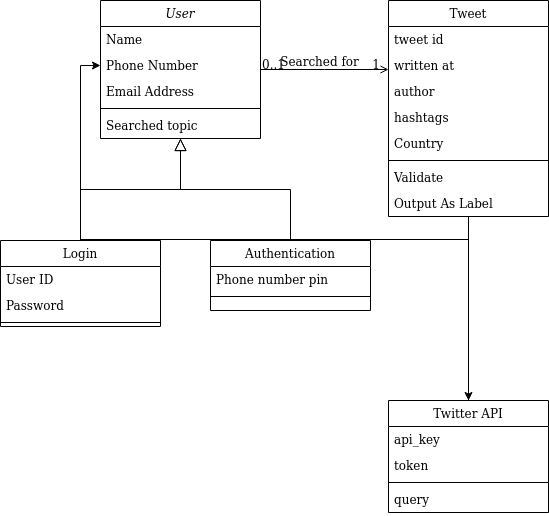 User
Name
Phone Number
Email Address
Searched topic
0..1 Searched for 1
Tweet
tweet id
written at
author
hashtags
Country
Validate
Output As Label
Login
User ID
Password
Authentication
Phone number pin
Twitter API
api_key
token
query